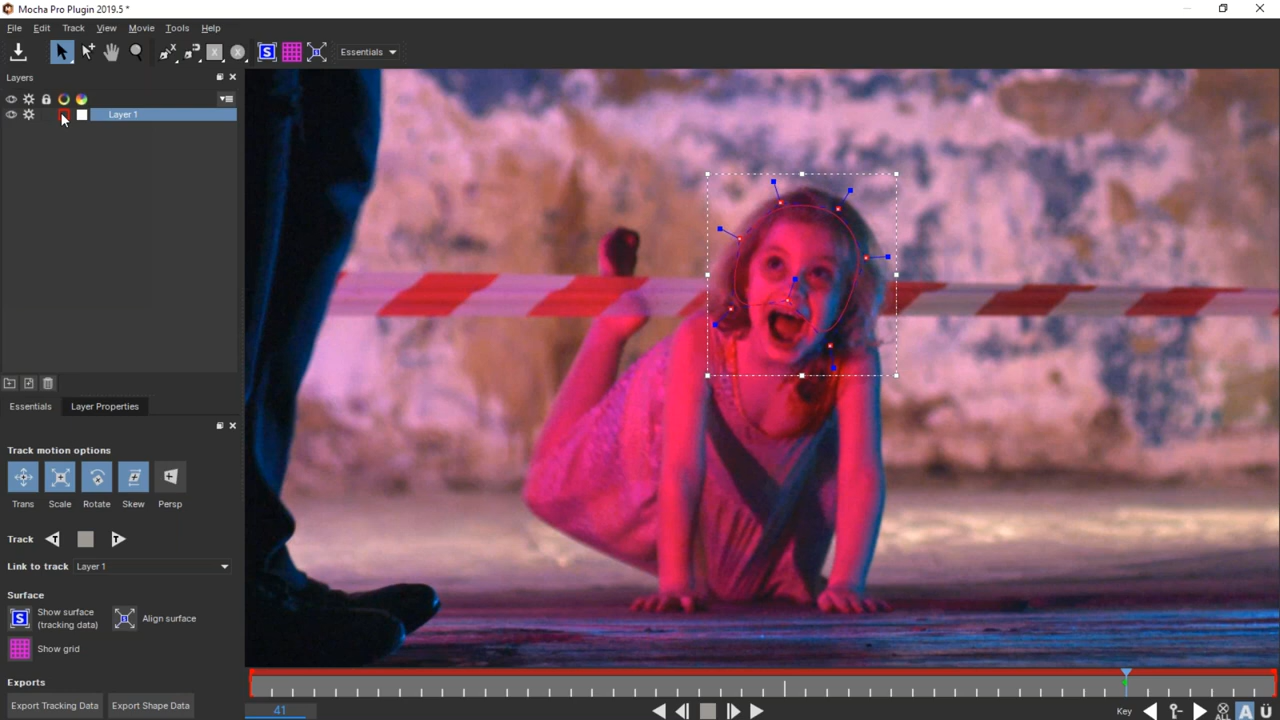 Mocha Pro Plugin 2019.5 *
File Edit Track View Movie Tools Help
Essentials
Layers
Layer 1
Essentials Layer Properties
Track motion options
Trans Scale Rotate Skew Persp
Track
Link to track Layer 1
Surface
Show surface
(tracking data)
Align surface
Show grid
Exports
Export Tracking Data Export Shape Data
41
Key
ALL
A
Ü